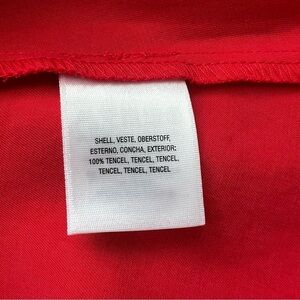 SHELL, VESTE, OBERSTOFF,
ESTERNO, CONCHA, EXTERIOR:
100% TENCEL, TENCEL, TENCEL,
TENCEL, TENCEL, TENCEL